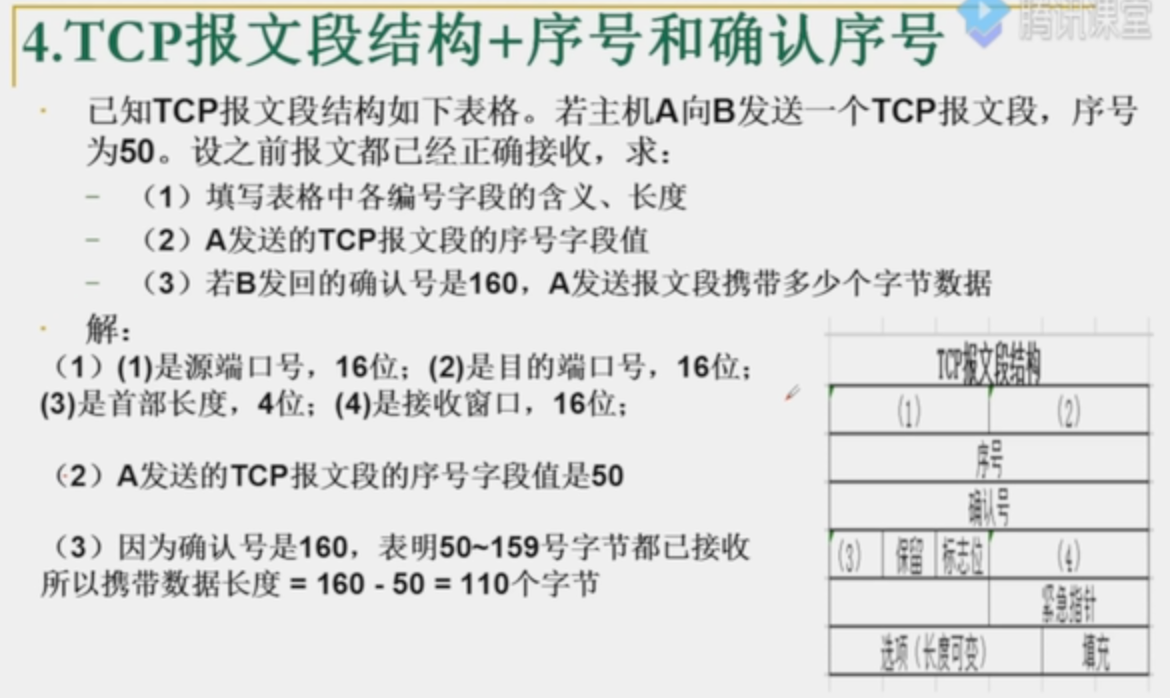 4.TCP报文段结构+序号和确认序号
腾讯课堂
已知TCP报文段结构如下表格。若主机A向B发送一个TCP报文段，序号
为50。设之前报文都已经正确接收，求：
（1）填写表格中各编号字段的含义、长度
（2）A发送的TCP报文段的序号字段值
（3）若B发回的确认号是160，A发送报文段携带多少个字节数据
解：
（1）(1)是源端口号，16位；(2)是目的端口号，16位；
(3)是首部长度，4位；(4)是接收窗口，16位；
（2）A发送的TCP报文段的序号字段值是50
（3）因为确认号是160，表明50~159号字节都已接收
所以携带数据长度 = 160 - 50 = 110个字节
TCP报文段结构
（1） （2）
序号
确认号
（3） 保留 标志位 （4）
紧急指针
选项（长度可变） 填充